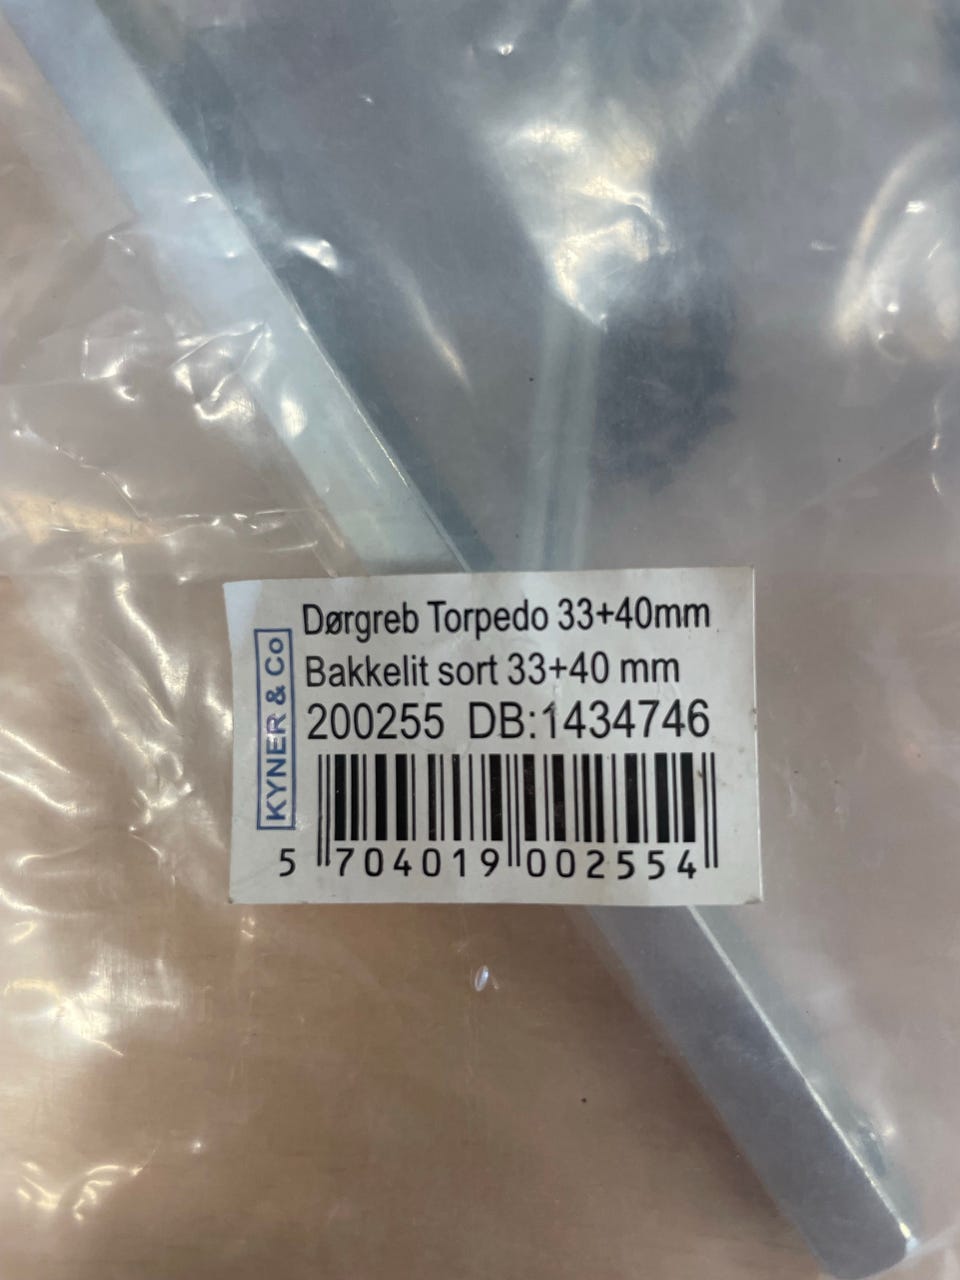 KYNER & Co
Dørgreb Torpedo 33+40mm
Bakkelit sort 33+40 mm
200255 DB:1434746
5 704019 002554